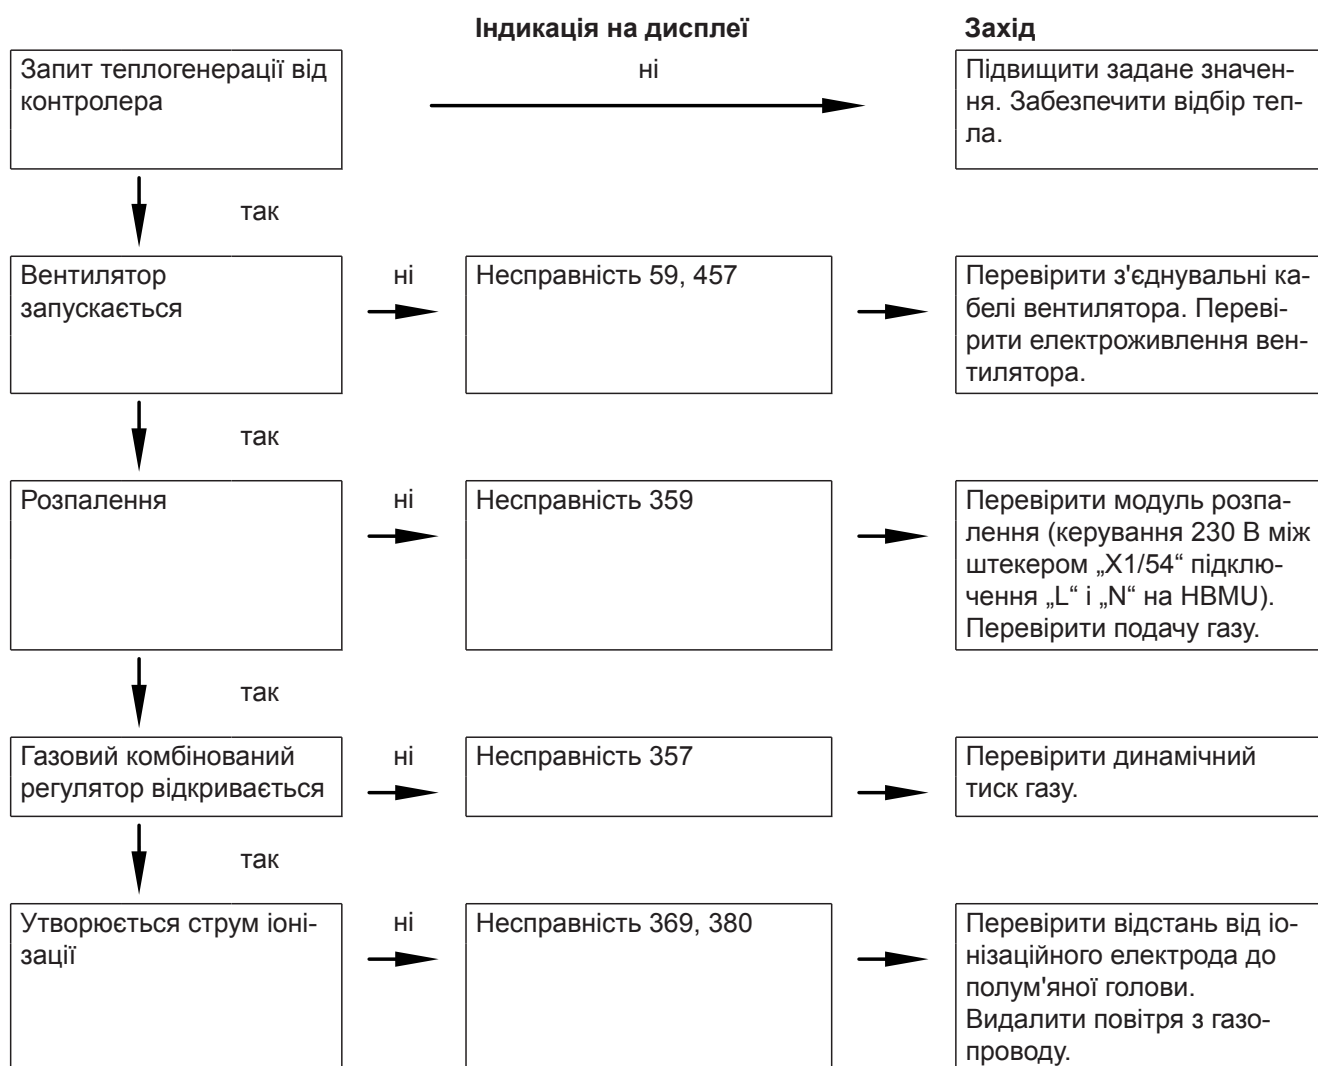 Індикація на дисплеї
Захід
Запит теплогенерації від
контролера
ні
Підвищити задане значен-
ня. Забезпечити відбір теп-
ла.
так
Вентилятор
запускається
ні
Несправність 59, 457
Перевірити з'єднувальні ка-
белі вентилятора. Переві-
рити електроживлення вен-
тилятора.
так
Розпалення
ні
Несправність 359
Перевірити модуль розпа-
лення (керування 230 В між
штекером „X1/54“ підклю-
чення „L“ і „N“ на HBMU).
Перевірити подачу газу.
так
Газовий комбінований
регулятор відкривається
ні
Несправність 357
Перевірити динамічний
тиск газу.
так
Утворюється струм іоні-
зації
ні
Несправність 369, 380
Перевірити відстань від іо-
нізаційного електрода до
полум'яної голови.
Видалити повітря з газо-
проводу.